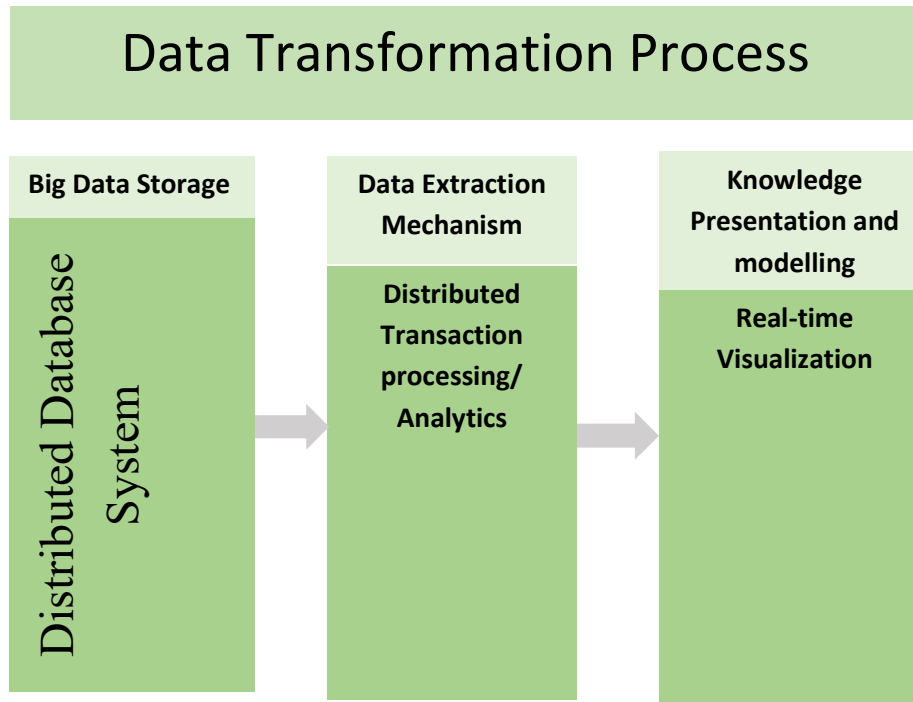 Data Transformation Process
Big Data Storage
Distributed Database
System
Data Extraction
Mechanism
Distributed
Transaction
processing/
Analytics
Knowledge
Presentation and
modelling
Real-time
Visualization